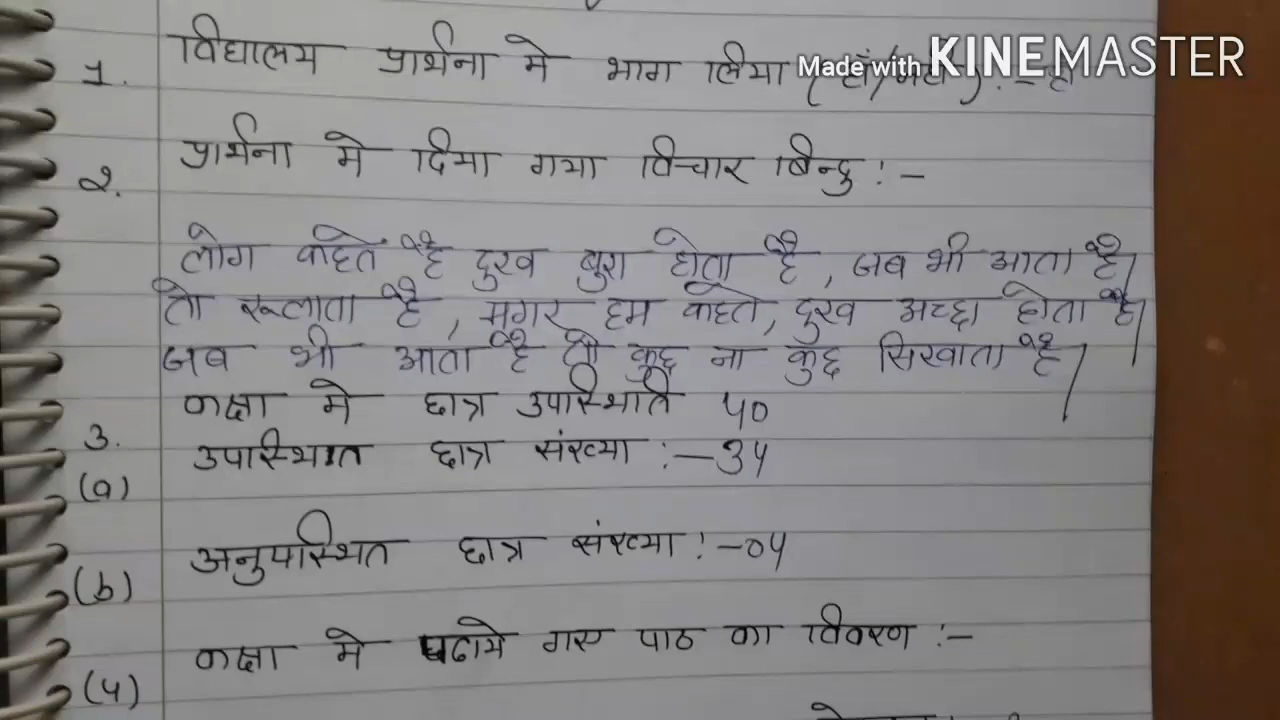 Made with KINEMASTER
1. विद्यालय प्रार्थना मे भाग लिया
२. प्रार्थना मे दिया गया विचार बिन्दु :-
लोग कहते है दुख बुरा होता है, जब भी आता है
तो रूलाता है, मगर हम कहते, दुख अच्छा होता है
जब भी आता है तो कुछ ना कुछ सिखाता है
3. कक्षा मे छात्र उपस्थिति 40
(a) उपस्थित छात्र संख्या :- 34
(b) अनुपस्थित छात्र संख्या :- 04
(4) कक्षा मे पढाये गए पाठ का विवरण :-